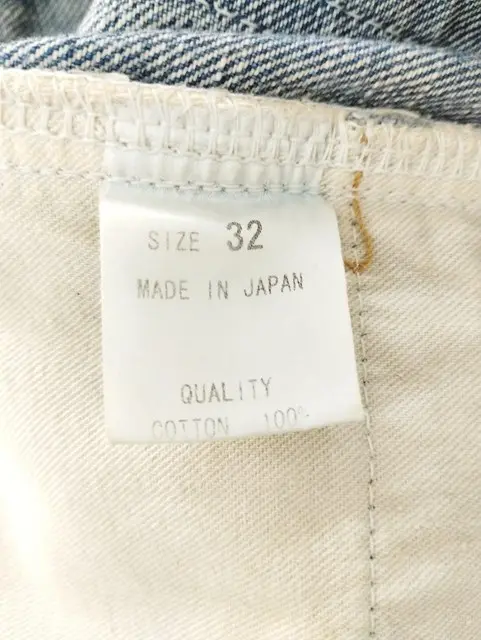 SIZE 32
MADE IN JAPAN
QUALITY
COTTON 100%